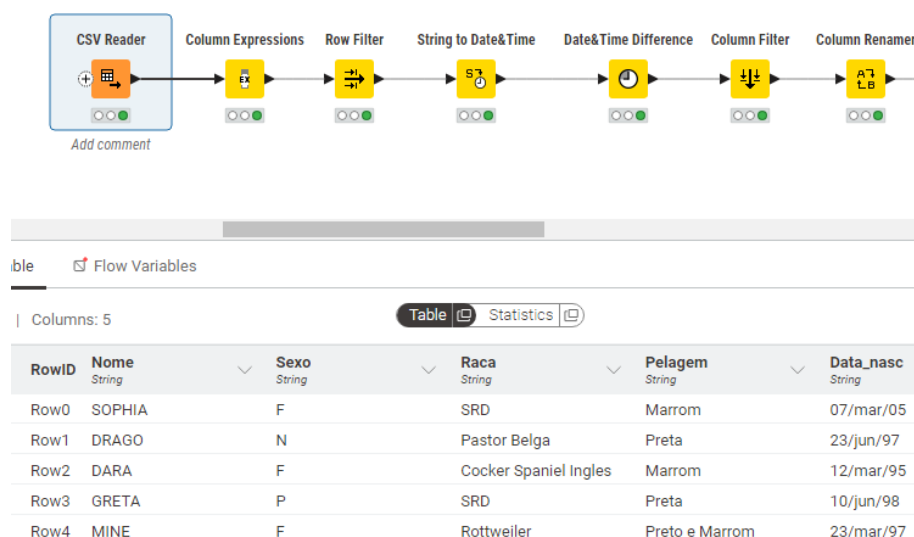 CSV Reader Column Expressions Row Filter String to Date&Time Date&Time Difference Column Filter Column Renamer
EX S A B
Add comment
ble Flow Variables
| Columns: 5 Table Statistics
RowID Nome Sexo Raca Pelagem Data_nasc
String String String String String
Row0 SOPHIA F SRD Marrom 07/mar/05
Row1 DRAGO N Pastor Belga Preta 23/jun/97
Row2 DARA F Cocker Spaniel Ingles Marrom 12/mar/95
Row3 GRETA P SRD Preta 10/jun/98
Row4 MINE F Rottweiler Preto e Marrom 23/mar/97